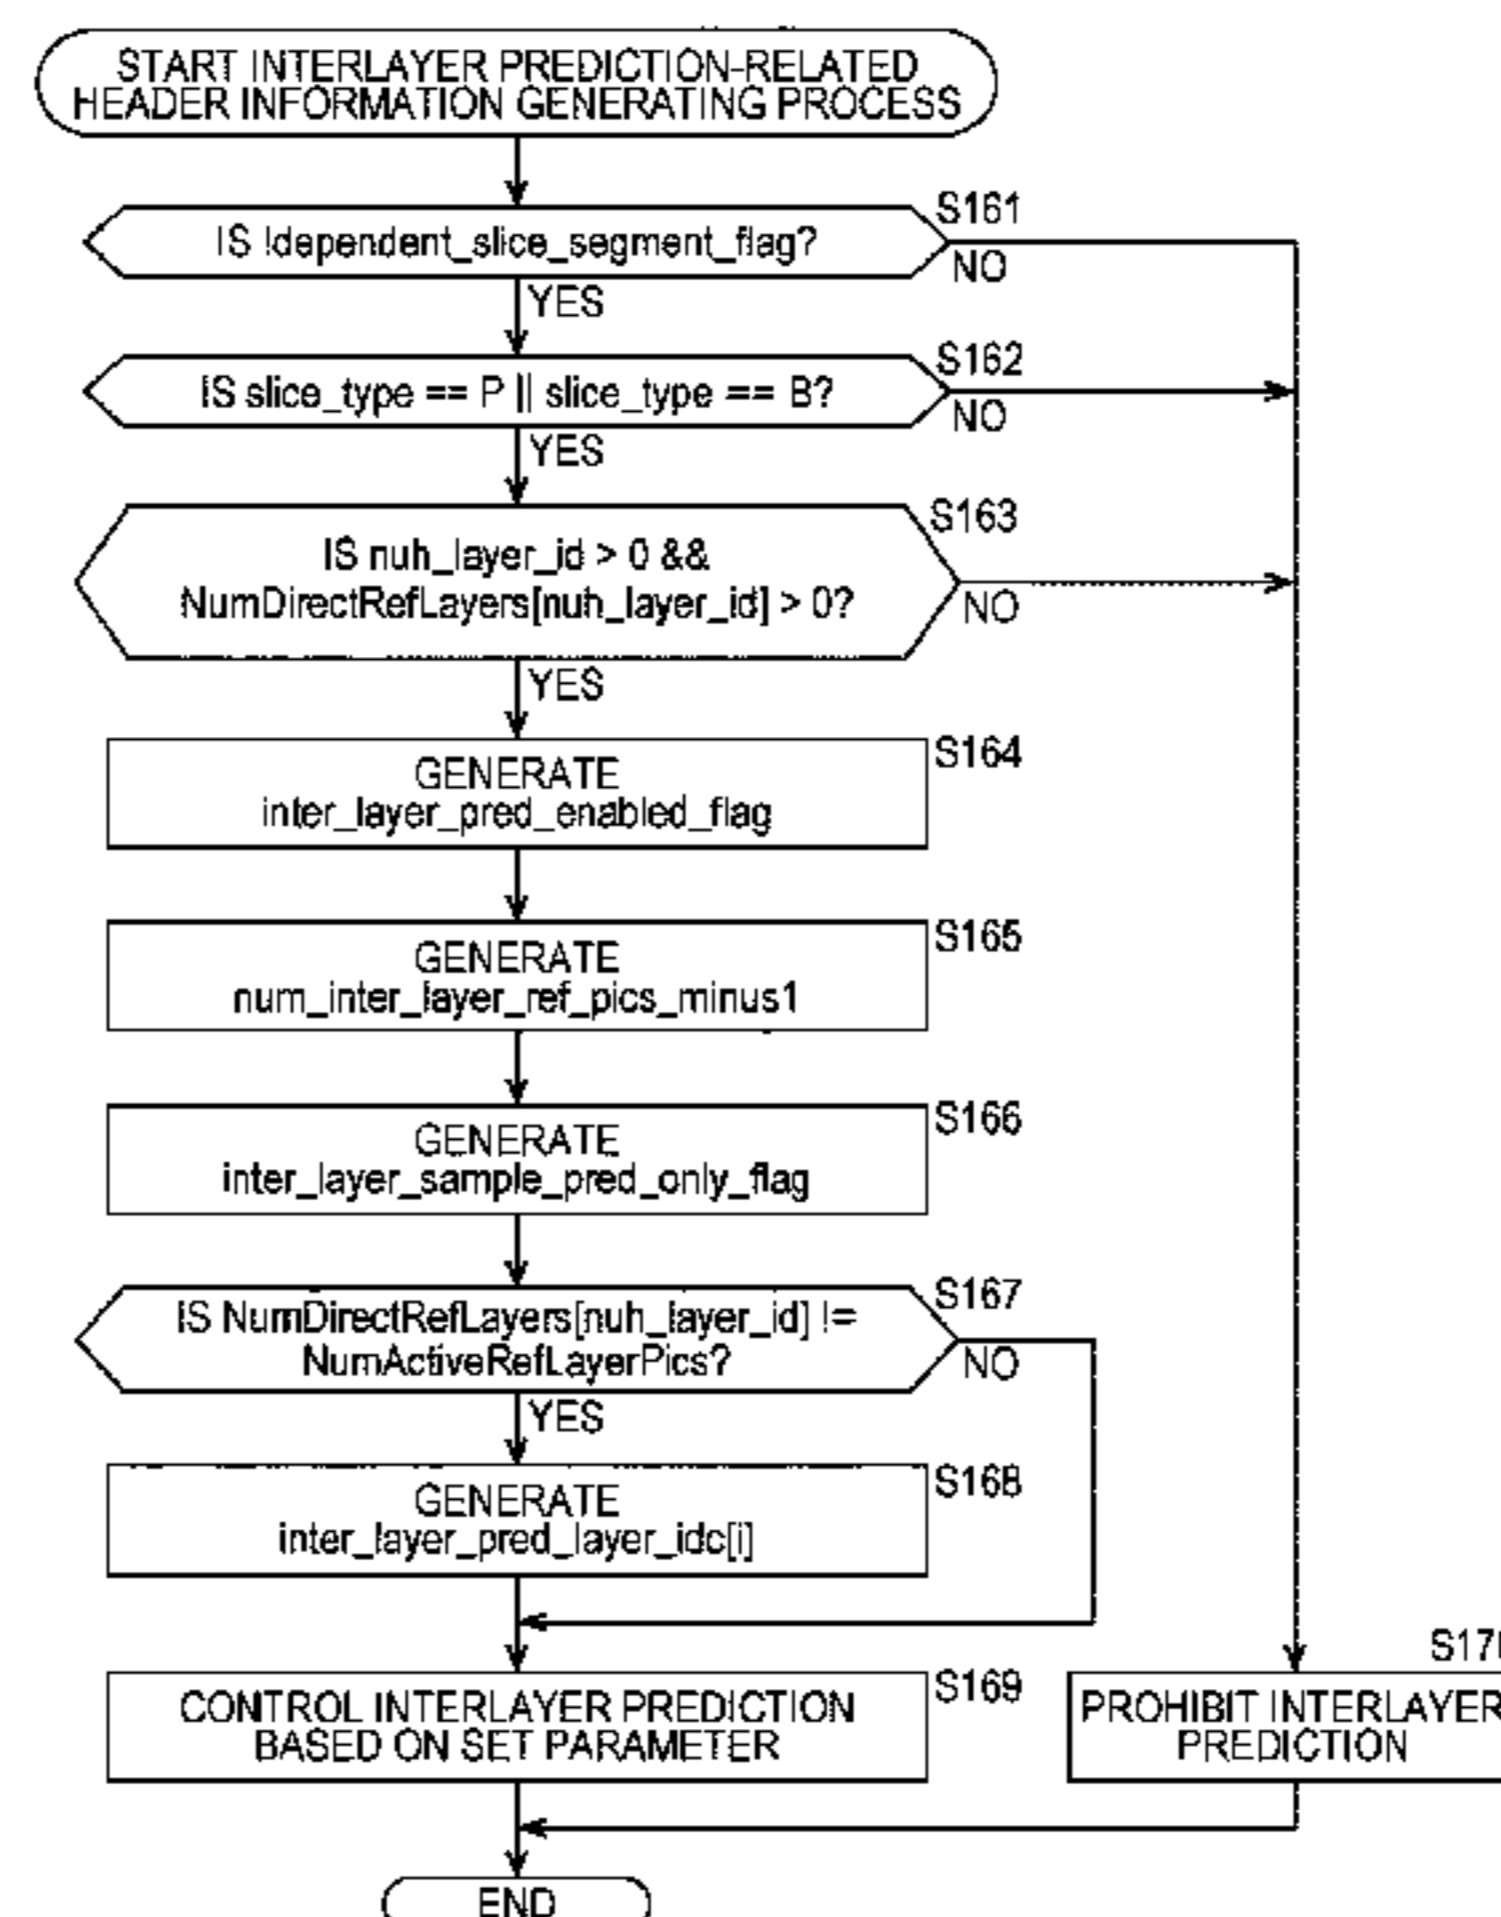 START INTERLAYER PREDICTION-RELATED
HEADER INFORMATION GENERATING PROCESS
S161
IS !dependent_slice_segment_flag?
NO
YES
S162
IS slice_type == P || slice_type == B?
NO
YES
S163
IS nuh_layer_id > 0 &&
NumDirectRefLayers[nuh_layer_id] > 0?
NO
YES
S164
GENERATE
inter_layer_pred_enabled_flag
S165
GENERATE
num_inter_layer_ref_pics_minus1
S166
GENERATE
inter_layer_sample_pred_only_flag
S167
IS NumDirectRefLayers[nuh_layer_id] !=
NumActiveRefLayerPics?
NO
YES
S168
GENERATE
inter_layer_pred_layer_idc[i]
S169
CONTROL INTERLAYER PREDICTION
BASED ON SET PARAMETER
PROHIBIT INTERLAYER
PREDICTION
END